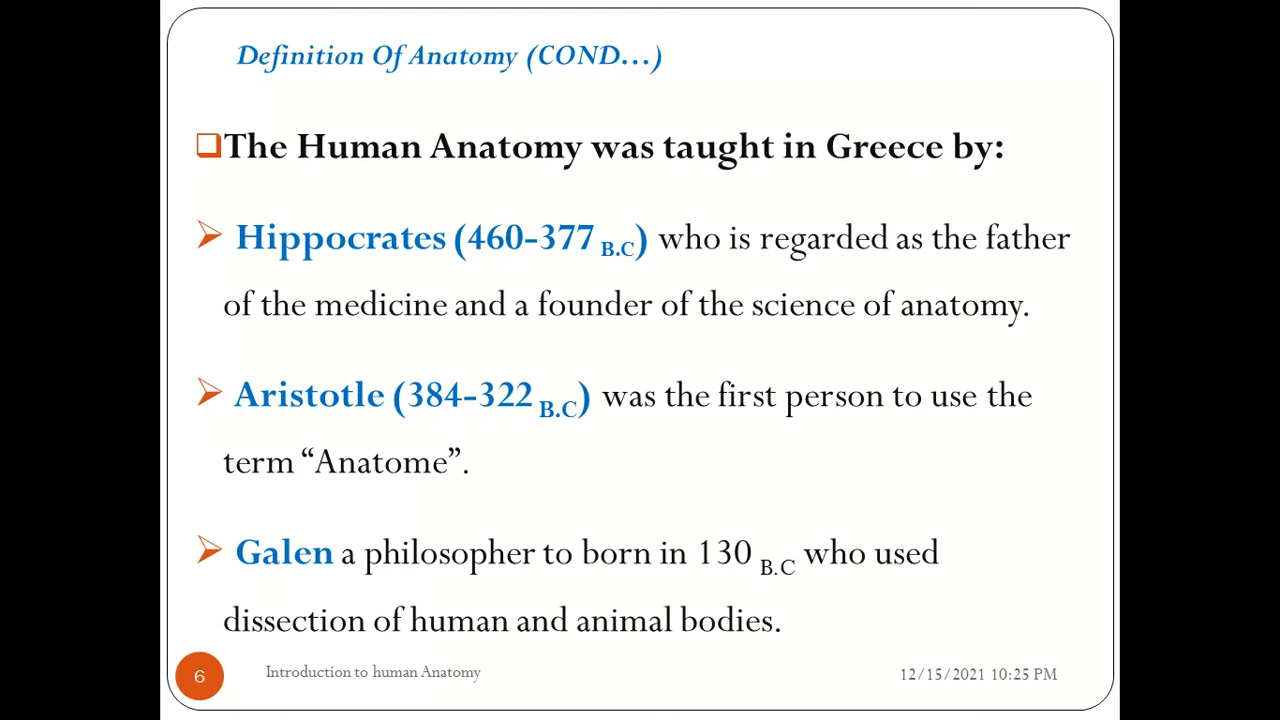 Definition Of Anatomy (COND...)
The Human Anatomy was taught in Greece by:
Hippocrates (460-377 B.C) who is regarded as the father
of the medicine and a founder of the science of anatomy.
Aristotle (384-322 B.C) was the first person to use the
term “Anatome”.
Galen a philosopher to born in 130 B.C who used
dissection of human and animal bodies.
6 Introduction to human Anatomy 12/15/2021 10:25 PM